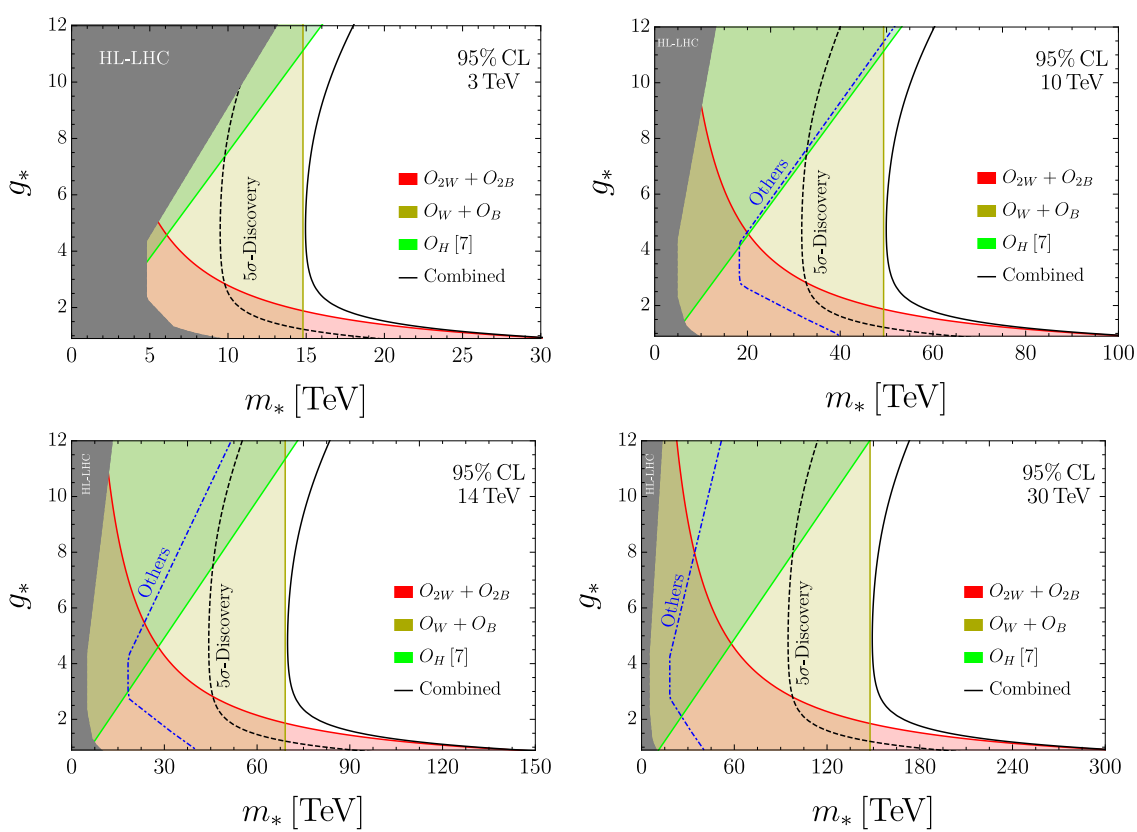 12
10
8
6
4
2
g*
HL-LHC
95% CL
3 TeV
5σ-Discovery
O2W + O2B
OW + OB
OH [7]
Combined
0 5 10 15 20 25 30
m* [TeV]
12
10
8
6
4
2
g*
HL-LHC
95% CL
10 TeV
Others
5σ-Discovery
O2W + O2B
OW + OB
OH [7]
Combined
0 20 40 60 80 100
m* [TeV]
12
10
8
6
4
2
g*
HL-LHC
95% CL
14 TeV
Others
5σ-Discovery
O2W + O2B
OW + OB
OH [7]
Combined
0 30 60 90 120 150
m* [TeV]
12
10
8
6
4
2
g*
HL-LHC
95% CL
30 TeV
Others
5σ-Discovery
O2W + O2B
OW + OB
OH [7]
Combined
0 60 120 180 240 300
m* [TeV]